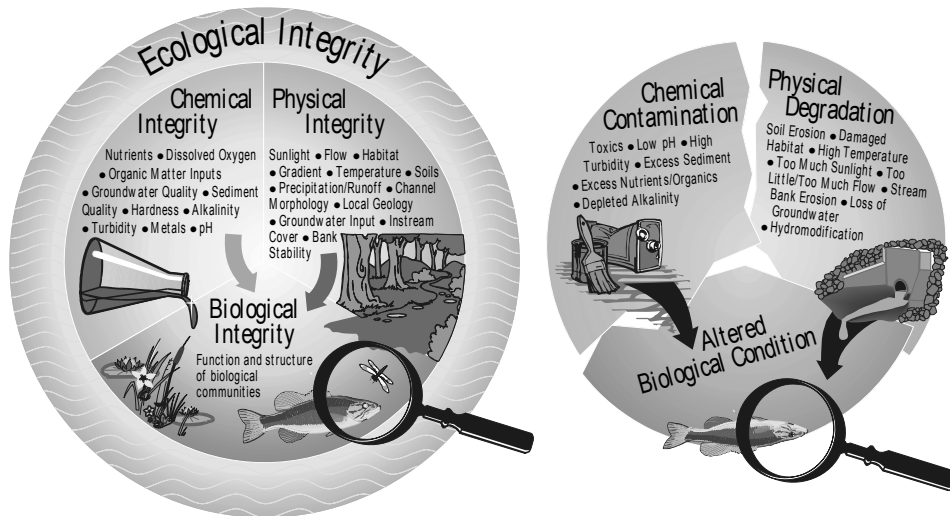 Ecological Integrity
Chemical
Integrity
Nutrients ● Dissolved Oxygen
● Organic Matter Inputs
● Groundwater Quality ● Sediment
Quality ● Hardness ● Alkalinity
● Turbidity ● Metals ● pH
Physical
Integrity
Sunlight ● Flow ● Habitat
● Gradient ● Temperature ● Soils
● Precipitation/Runoff ● Channel
Morphology ● Local Geology
● Groundwater Input ● Instream
Cover ● Bank
Stability
Biological
Integrity
Function and structure
of biological
communities
Chemical
Contamination
Toxics ● Low pH ● High
Turbidity ● Excess Sediment
● Excess Nutrients/Organics
● Depleted Alkalinity
Physical
Degradation
Soil Erosion ● Damaged
Habitat ● High Temperature
● Too Much Sunlight ● Too
Little/Too Much Flow ● Stream
Bank Erosion ● Loss of
Groundwater
● Hydromodification
Altered
Biological Condition